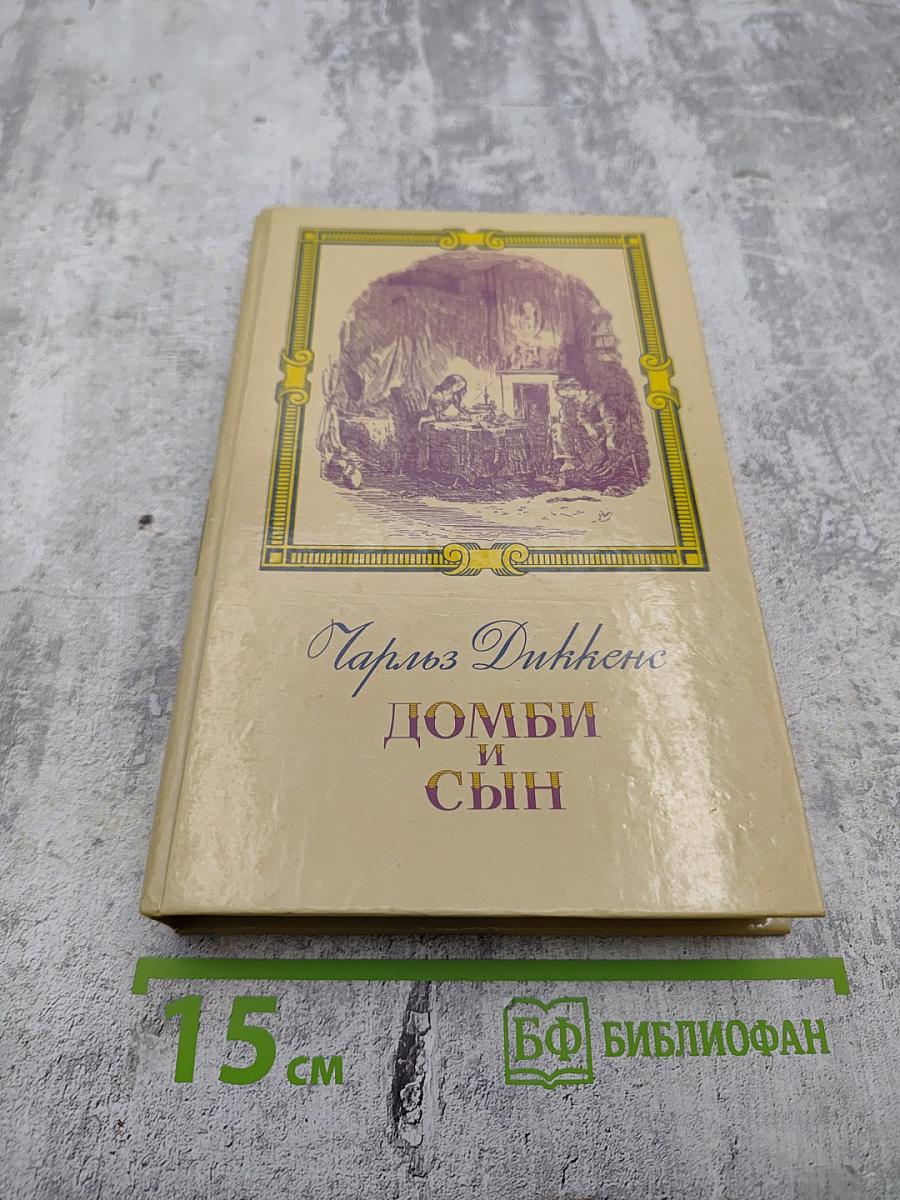 Чарльз Диккенс
ДОМБИ
И
СЫН
15 см
БФ БИБЛИОФАН